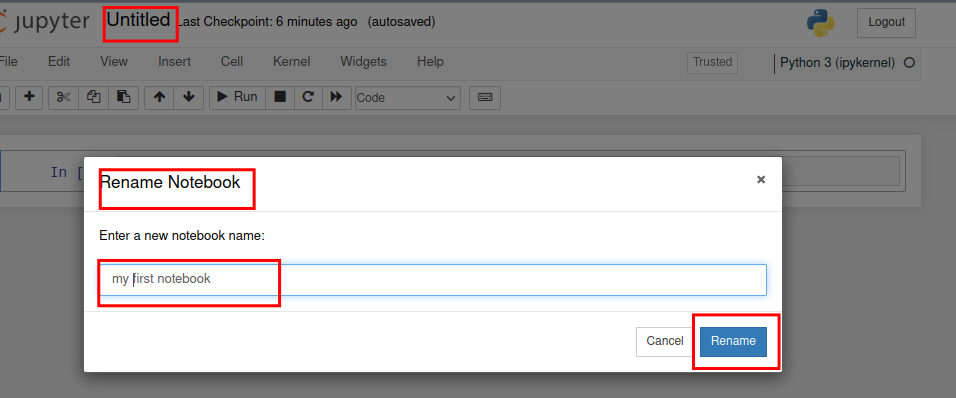 jupyter Untitled Last Checkpoint: 6 minutes ago (autosaved) Logout
File Edit View Insert Cell Kernel Widgets Help Trusted Python 3 (ipykernel)
Run Code
In [
Rename Notebook ×
Enter a new notebook name:
my first notebook
Cancel Rename